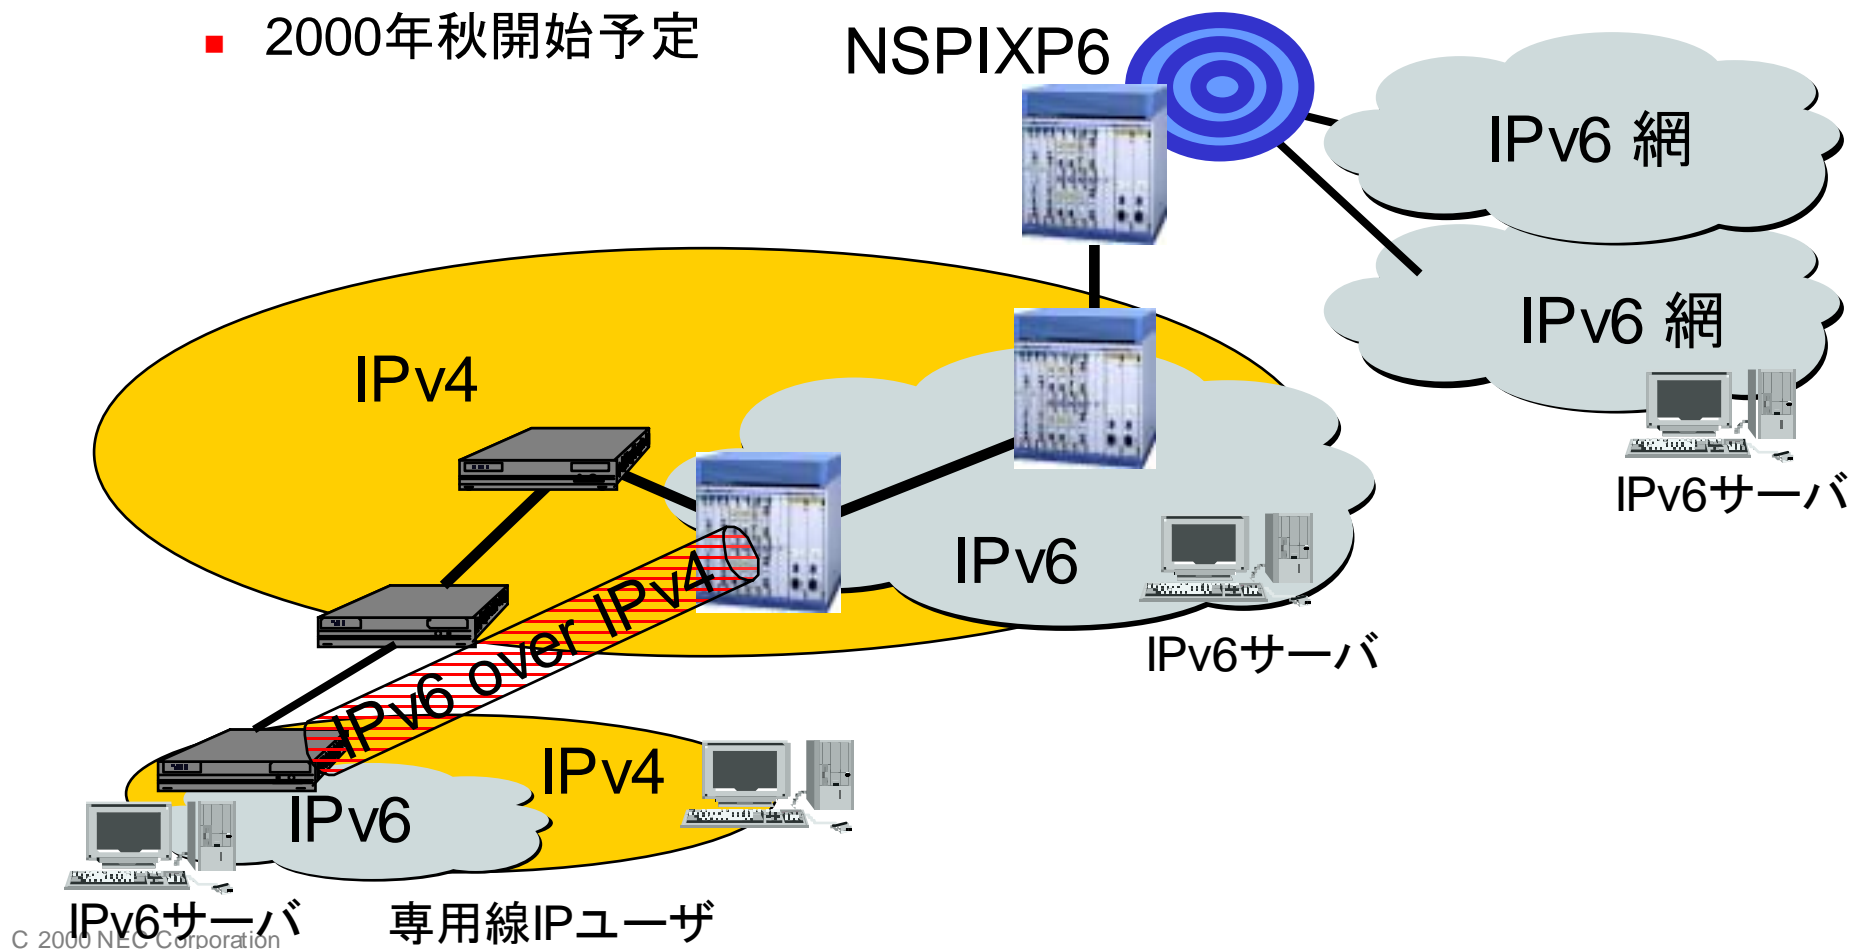 ■ 2000年秋開始予定
NSPIXP6
IPv6 網
IPv6 網
IPv4
IPv6サーバ
IPv6
IPv6 over IPv4
IPv6サーバ
IPv4
IPv6
IPv6サーバ
専用線IPユーザ
C 2000 NEC Corporation